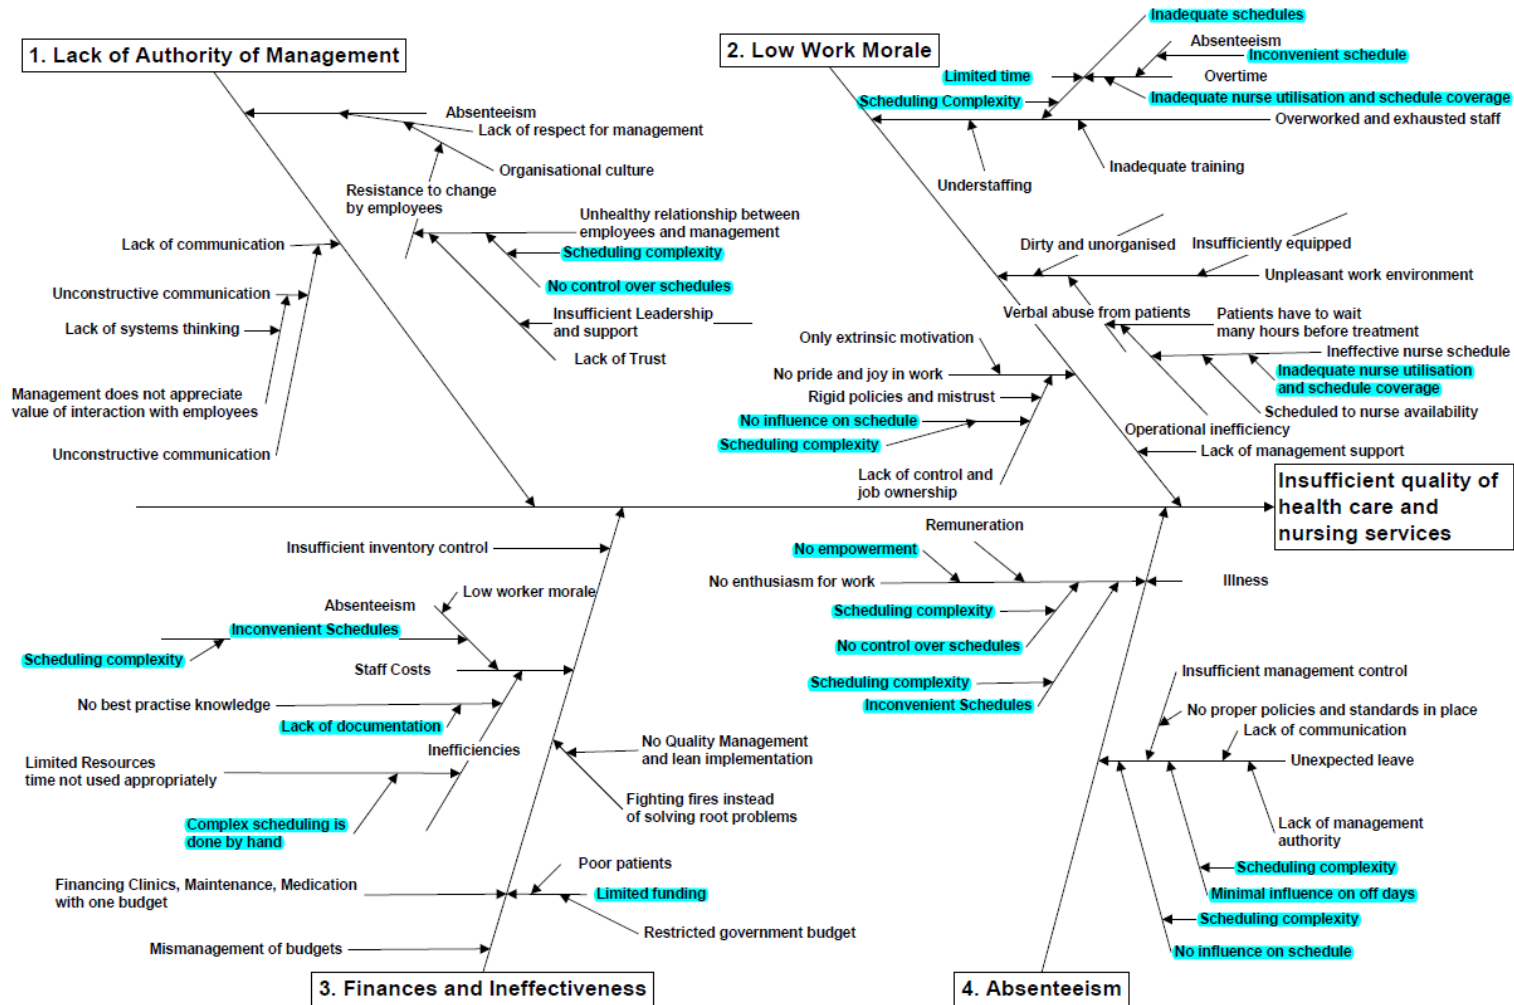 1. Lack of Authority of Management
Absenteeism
Lack of respect for management
Organisational culture
Resistance to change
by employees
Unhealthy relationship between
employees and management
Scheduling complexity
No control over schedules
Insufficient Leadership
and support
Lack of Trust
Lack of communication
Unconstructive communication
Lack of systems thinking
Management does not appreciate
value of interaction with employees
Unconstructive communication
2. Low Work Morale
Inadequate schedules
Absenteeism
Inconvenient schedule
Limited time
Overtime
Scheduling Complexity
Inadequate nurse utilisation and schedule coverage
Overworked and exhausted staff
Inadequate training
Understaffing
Dirty and unorganised
Insufficiently equipped
Unpleasant work environment
Verbal abuse from patients
Patients have to wait
many hours before treatment
Ineffective nurse schedule
Inadequate nurse utilisation
and schedule coverage
Scheduled to nurse availability
Operational inefficiency
Only extrinsic motivation
No pride and joy in work
Rigid policies and mistrust
No influence on schedule
Scheduling complexity
Lack of control and
job ownership
Lack of management support
Insufficient quality of
health care and
nursing services
Insufficient inventory control
Low worker morale
Absenteeism
Inconvenient Schedules
Scheduling complexity
Staff Costs
No best practise knowledge
Lack of documentation
Inefficiencies
Limited Resources
time not used appropriately
Complex scheduling is
done by hand
No Quality Management
and lean implementation
Fighting fires instead
of solving root problems
Poor patients
Financing Clinics, Maintenance, Medication
with one budget
Limited funding
Restricted government budget
Mismanagement of budgets
3. Finances and Ineffectiveness
Remuneration
No empowerment
No enthusiasm for work
Illness
Scheduling complexity
No control over schedules
Scheduling complexity
Inconvenient Schedules
Insufficient management control
No proper policies and standards in place
Lack of communication
Unexpected leave
Lack of management
authority
Scheduling complexity
Minimal influence on off days
Scheduling complexity
No influence on schedule
4. Absenteeism